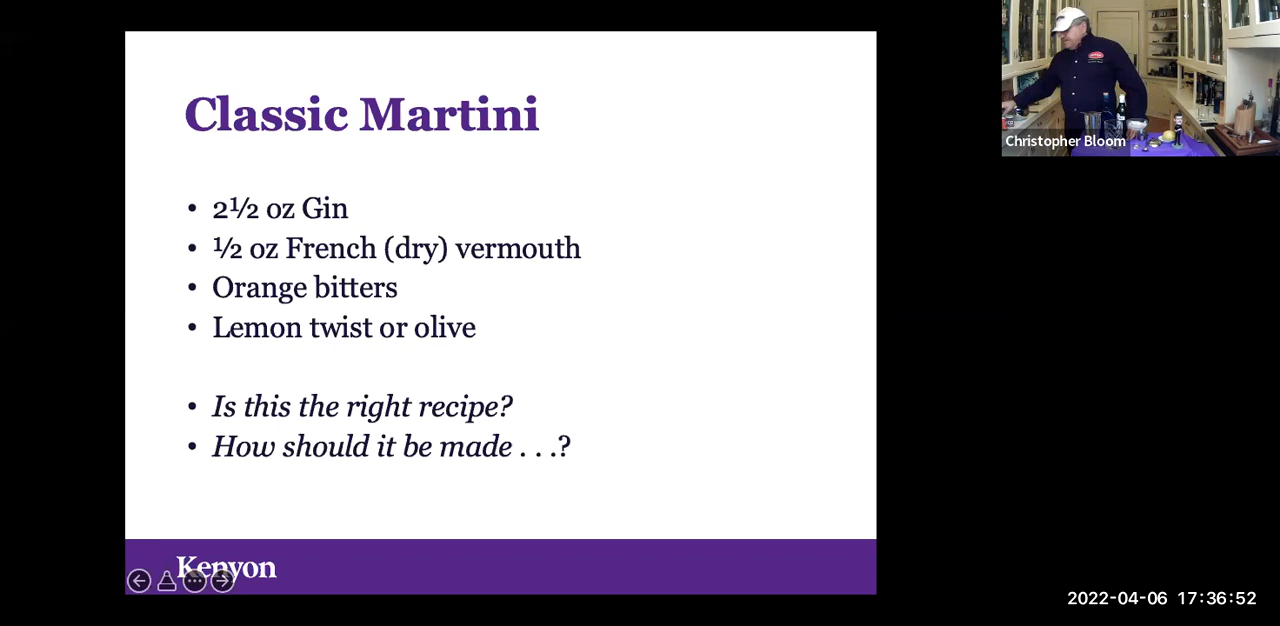 Classic Martini
• 2½ oz Gin
• ½ oz French (dry) vermouth
• Orange bitters
• Lemon twist or olive
• Is this the right recipe?
• How should it be made . . .?
Kenyon
Christopher Bloom
2022-04-06 17:36:52